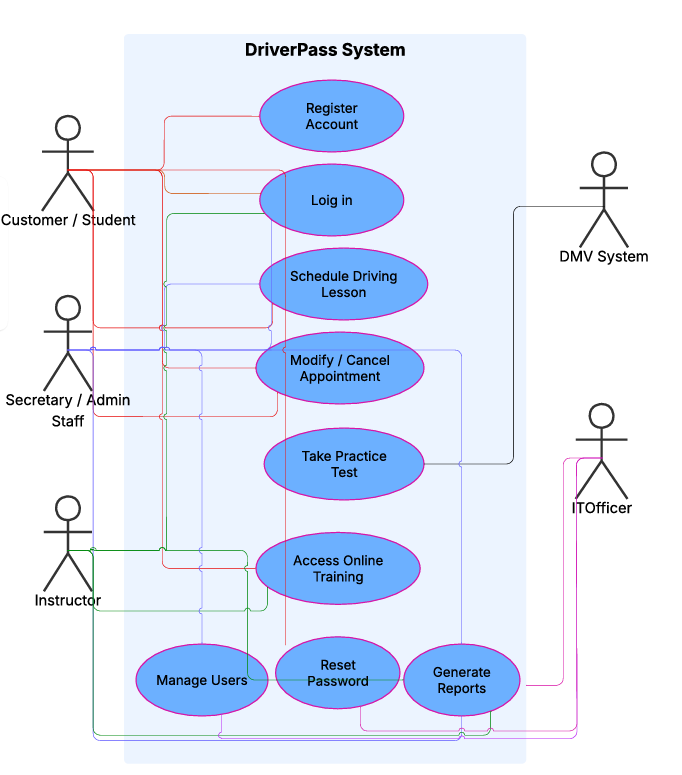 DriverPass System
Register
Account
Customer / Student
Loig in
DMV System
Schedule Driving
Lesson
Modify / Cancel
Appointment
Secretary / Admin
Staff
Take Practice
Test
ITOfficer
Access Online
Training
Instructor
Manage Users
Reset
Password
Generate
Reports